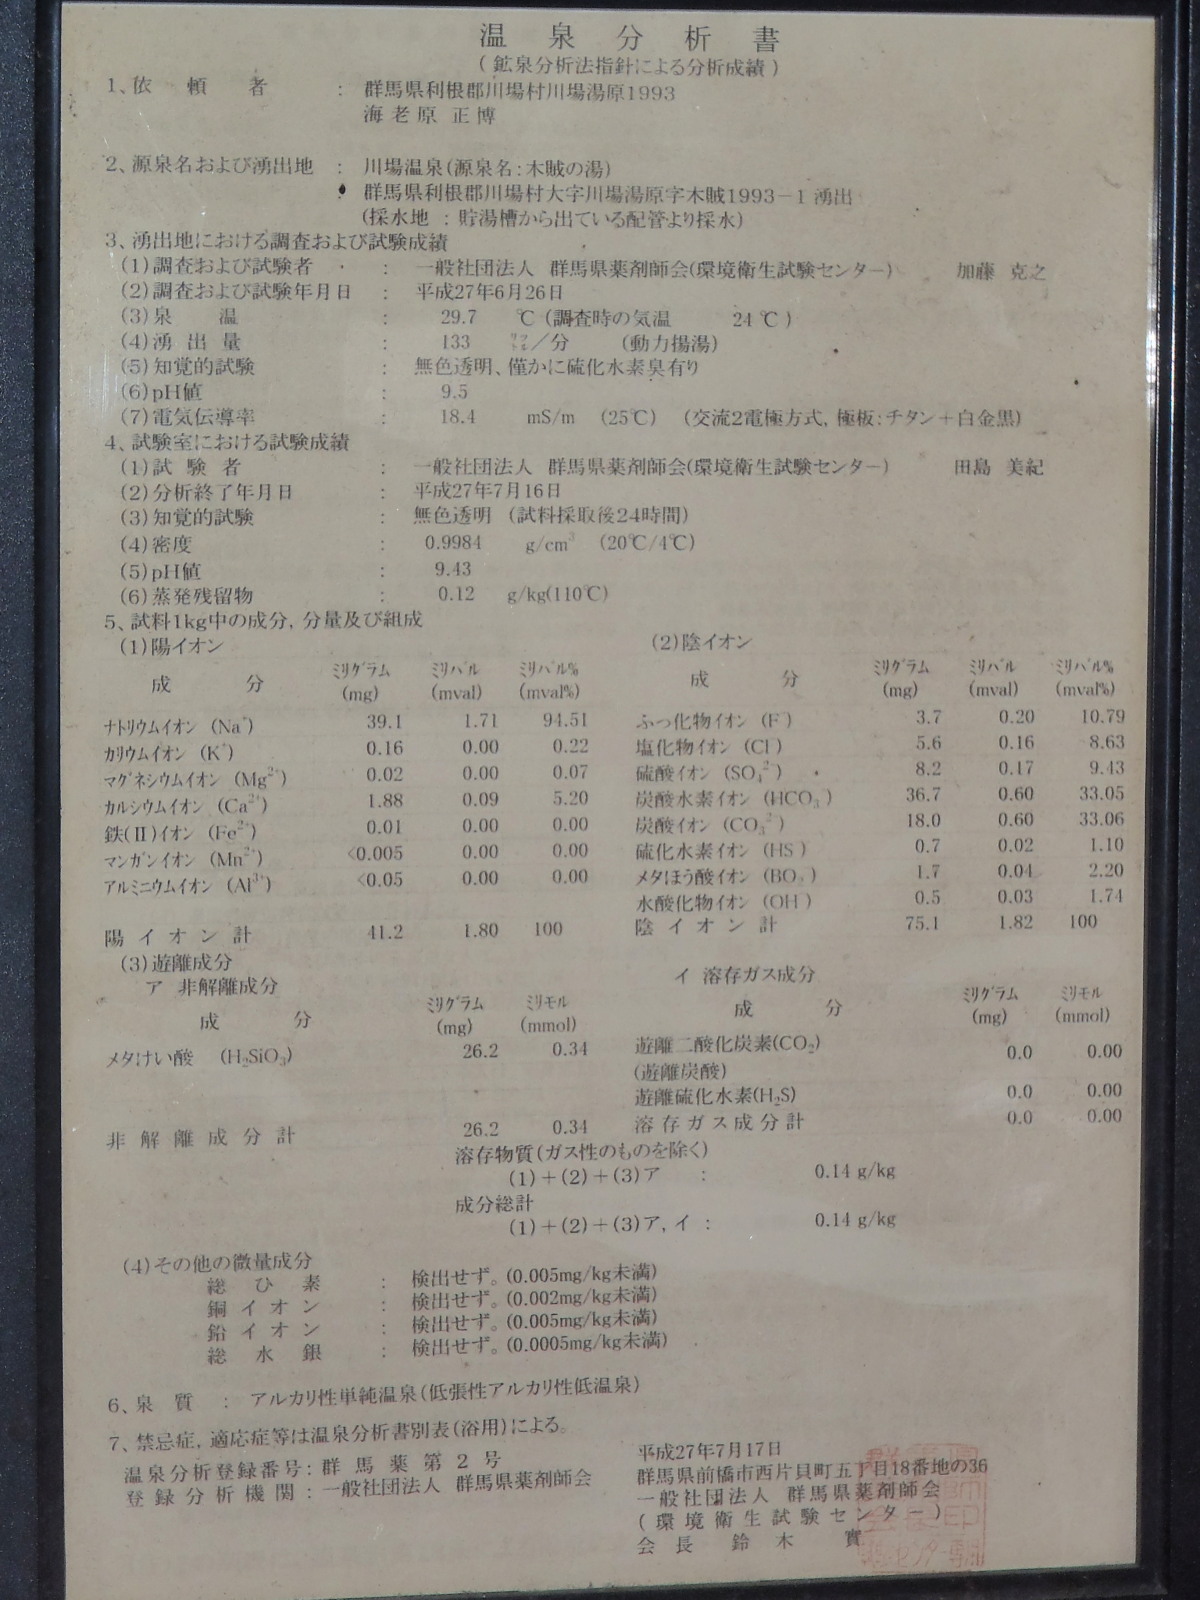 温泉分析書
(鉱泉分析法指針による分析成績)
1、依頼者 : 群馬県利根郡川場村川場湯原1993
海老原 正博
2、源泉名および湧出地 : 川場温泉(源泉名:木賊の湯)
群馬県利根郡川場村大字川場湯原字木賊1993-1 湧出
(採水地 : 貯湯槽から出ている配管より採水)
3、湧出地における調査および試験成績
(1)調査および試験者 : 一般社団法人 群馬県薬剤師会(環境衛生試験センター) 加藤 克之
(2)調査および試験年月日 : 平成27年6月26日
(3)泉温 : 29.7 ℃ (調査時の気温 24 ℃ )
(4)湧出量 : 133 リットル/分 (動力揚湯)
(5)知覚的試験 : 無色透明、僅かに硫化水素臭有り
(6)pH値 : 9.5
(7)電気伝導率 : 18.4 mS/m (25℃) (交流2電極方式, 極板:チタン+白金黒)
4、試験室における試験成績
(1)試験者 : 一般社団法人 群馬県薬剤師会(環境衛生試験センター) 田島 美紀
(2)分析終了年月日 : 平成27年7月16日
(3)知覚的試験 : 無色透明 (試料採取後24時間)
(4)密度 : 0.9984 g/cm³ (20℃/4℃)
(5)pH値 : 9.43
(6)蒸発残留物 : 0.12 g/kg(110℃)
5、試料1kg中の成分, 分量及び組成
(1)陽イオン
成分 ミリグラム(mg) ミリバル(mval) ミリバル%(mval%)
ナトリウムイオン (Na⁺) 39.1 1.71 94.51
カリウムイオン (K⁺) 0.16 0.00 0.22
マグネシウムイオン (Mg²⁺) 0.02 0.00 0.07
カルシウムイオン (Ca²⁺) 1.88 0.09 5.20
鉄(Ⅱ)イオン (Fe²⁺) 0.01 0.00 0.00
マンガンイオン (Mn²⁺) <0.005 0.00 0.00
アルミニウムイオン (Al³⁺) <0.05 0.00 0.00
陽イオン計 41.2 1.80 100
(2)陰イオン
成分 ミリグラム(mg) ミリバル(mval) ミリバル%(mval%)
ふっ化物イオン (F⁻) 3.7 0.20 10.79
塩化物イオン (Cl⁻) 5.6 0.16 8.63
硫酸イオン (SO₄²⁻) 8.2 0.17 9.43
炭酸水素イオン (HCO₃⁻) 36.7 0.60 33.05
炭酸イオン (CO₃²⁻) 18.0 0.60 33.06
硫化水素イオン (HS⁻) 0.7 0.02 1.10
メタほう酸イオン (BO₂⁻) 1.7 0.04 2.20
水酸化物イオン (OH⁻) 0.5 0.03 1.74
陰イオン計 75.1 1.82 100
(3)遊離成分
ア 非解離成分
成分 ミリグラム(mg) ミリモル(mmol)
メタけい酸 (H₂SiO₃) 26.2 0.34
非解離成分計 26.2 0.34
イ 溶存ガス成分
成分 ミリグラム(mg) ミリモル(mmol)
遊離二酸化炭素(CO₂) 0.0 0.00
(遊離炭酸)
遊離硫化水素(H₂S) 0.0 0.00
溶存ガス成分計 0.0 0.00
溶存物質(ガス性のものを除く)
(1)+(2)+(3)ア : 0.14 g/kg
成分総計
(1)+(2)+(3)ア, イ : 0.14 g/kg
(4)その他の微量成分
総ひ素 : 検出せず。(0.005mg/kg未満)
銅イオン : 検出せず。(0.002mg/kg未満)
鉛イオン : 検出せず。(0.005mg/kg未満)
総水銀 : 検出せず。(0.0005mg/kg未満)
6、泉質 : アルカリ性単純温泉(低張性アルカリ性低温泉)
7、禁忌症, 適応症等は温泉分析書別表(浴用)による。
温泉分析登録番号:群馬薬第2号
登録分析機関:一般社団法人 群馬県薬剤師会
平成27年7月17日
群馬県前橋市西片貝町五丁目18番地の36
一般社団法人 群馬県薬剤師会
(環境衛生試験センター)
会長 鈴木 實